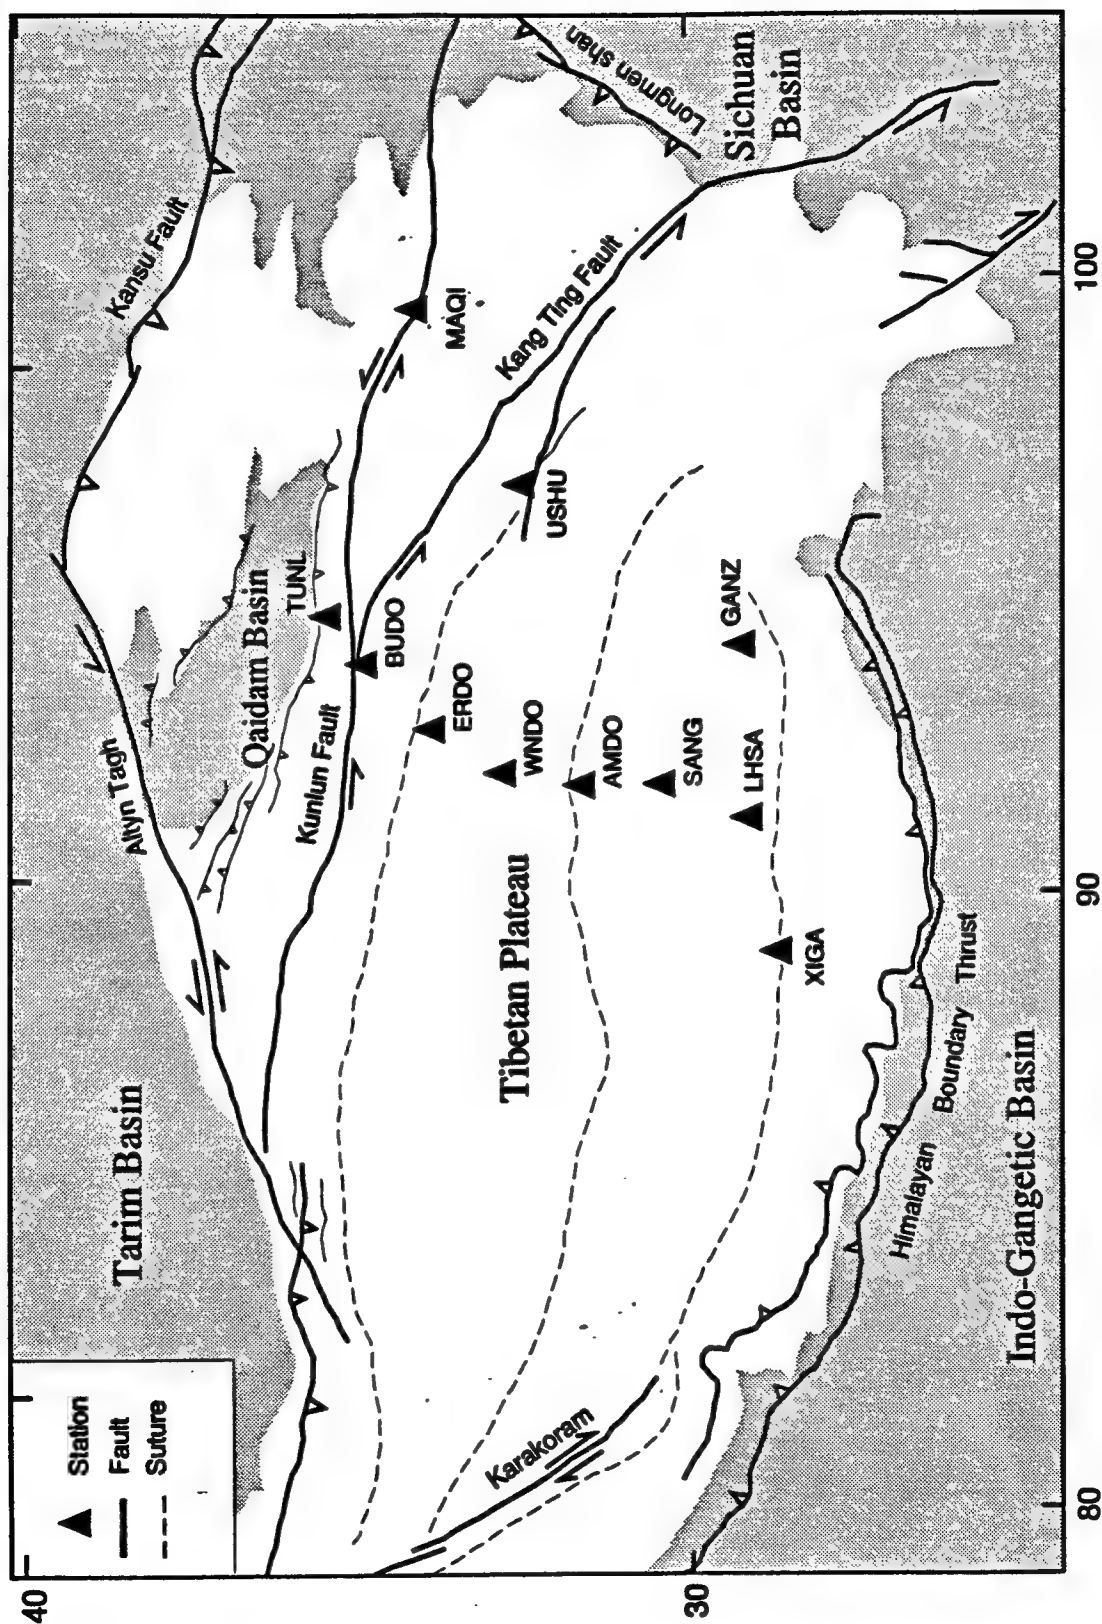 Station
Fault
Suture
40
30
80
90
100
Tarim Basin
Altyn Tagh
Qaidam Basin
Kansu Fault
Kunlun Fault
TUNL
BUDO
ERDO
WNDO
AMDO
SANG
LHSA
GANZ
XIGA
USHU
MAQI
Kang Ting Fault
Longmen shan
Sichuan
Basin
Tibetan Plateau
Karakoram
Himalayan Boundary Thrust
Indo-Gangetic Basin